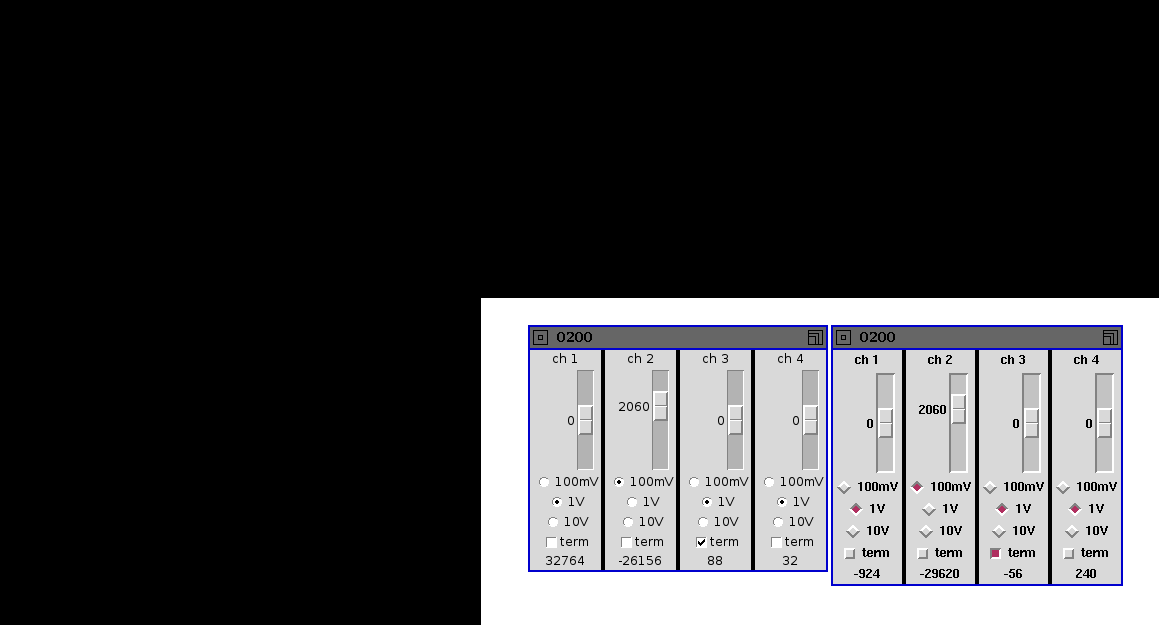 0200
ch 1 ch 2 ch 3 ch 4
0 2060 0 0
100mV 100mV 100mV 100mV
1V 1V 1V 1V
10V 10V 10V 10V
term term term term
32764 -26156 88 32
0200
ch 1 ch 2 ch 3 ch 4
0 2060 0 0
100mV 100mV 100mV 100mV
1V 1V 1V 1V
10V 10V 10V 10V
term term term term
-924 -29620 -56 240